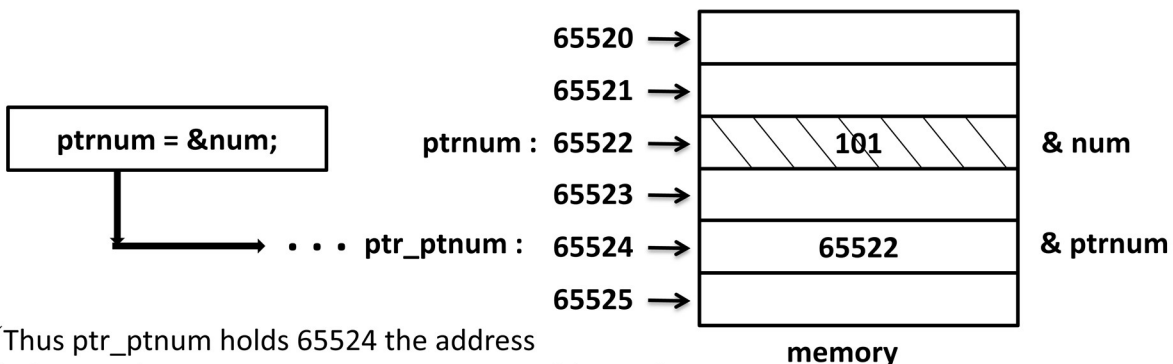 65520
65521
ptrnum = &num;
ptrnum : 65522 101 & num
65523
. . . ptr_ptnum : 65524 65522 & ptrnum
65525
Thus ptr_ptnum holds 65524 the address
memory